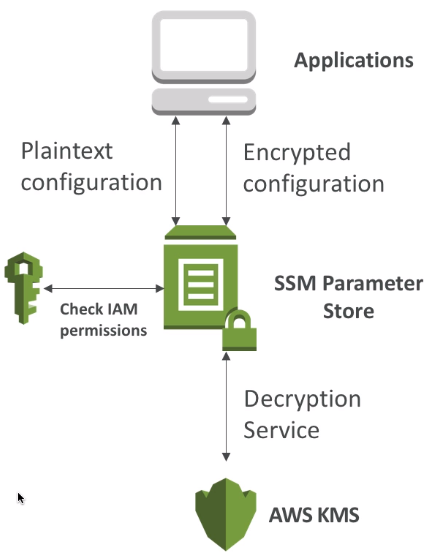 Applications
Plaintext
configuration
Encrypted
configuration
SSM Parameter
Store
Check IAM
permissions
Decryption
Service
AWS KMS